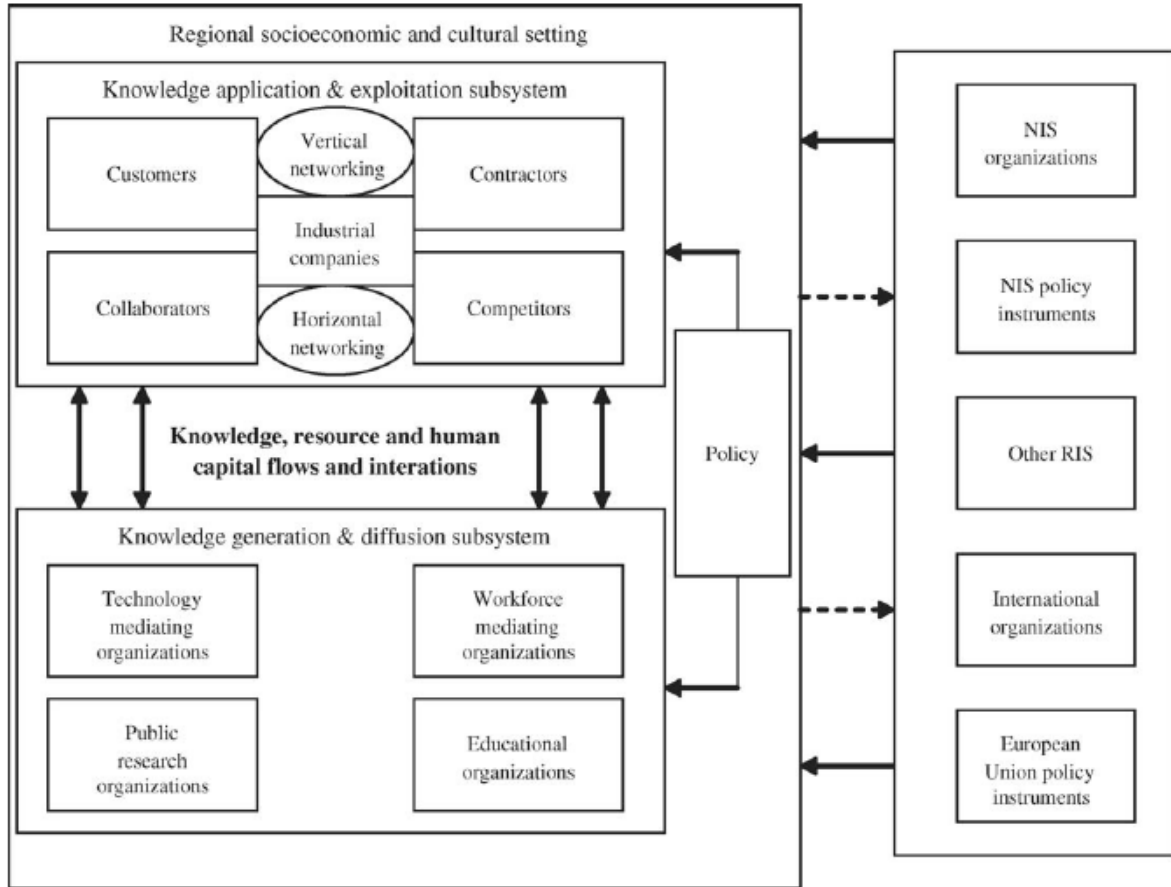 Regional socioeconomic and cultural setting
Knowledge application & exploitation subsystem
Customers
Vertical
networking
Contractors
Industrial
companies
Collaborators
Horizontal
networking
Competitors
Knowledge, resource and human
capital flows and interations
Policy
Knowledge generation & diffusion subsystem
Technology
mediating
organizations
Workforce
mediating
organizations
Public
research
organizations
Educational
organizations
NIS
organizations
NIS policy
instruments
Other RIS
International
organizations
European
Union policy
instruments